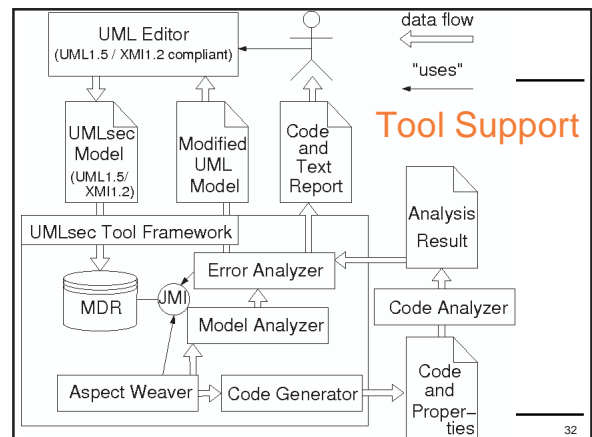 UML Editor
(UML1.5 / XMI1.2 compliant)
data flow
"uses"
Tool Support
UMLsec
Model
(UML1.5/
XMI1.2)
Modified
UML
Model
Code
and
Text
Report
Analysis
Result
UMLsec Tool Framework
Error Analyzer
MDR
JMI
Model Analyzer
Code Analyzer
Aspect Weaver
Code Generator
Code
and
Proper-
ties
32